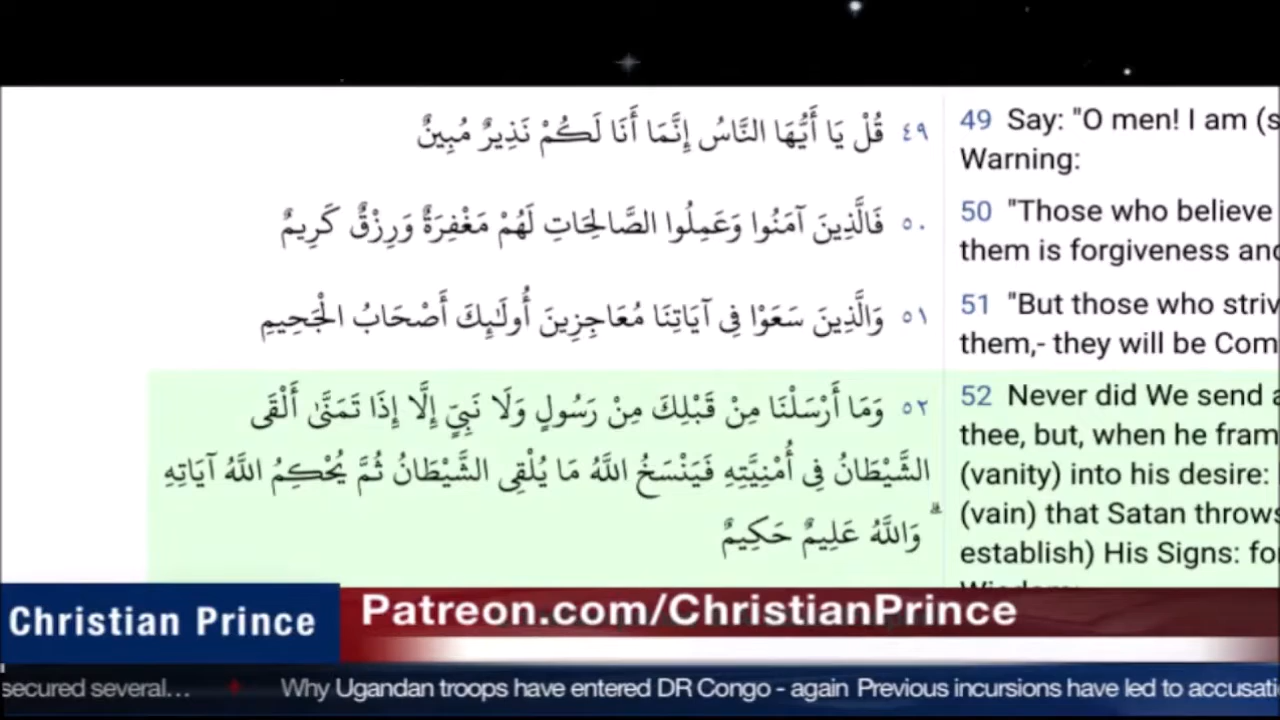 ٤٩ قُلْ يَا أَيُّهَا النَّاسُ إِنَّمَا أَنَا لَكُمْ نَذِيرٌ مُبِينٌ
٥٠ فَالَّذِينَ آمَنُوا وَعَمِلُوا الصَّالِحَاتِ لَهُمْ مَغْفِرَةٌ وَرِزْقٌ كَرِيمٌ
٥١ وَالَّذِينَ سَعَوْا فِي آيَاتِنَا مُعَاجِزِينَ أُولَٰئِكَ أَصْحَابُ الْجَحِيمِ
٥٢ وَمَا أَرْسَلْنَا مِنْ قَبْلِكَ مِنْ رَسُولٍ وَلَا نَبِيٍّ إِلَّا إِذَا تَمَنَّىٰ أَلْقَى
الشَّيْطَانُ فِي أُمْنِيَّتِهِ فَيَنْسَخُ اللَّهُ مَا يُلْقِي الشَّيْطَانُ ثُمَّ يُحْكِمُ اللَّهُ آيَاتِهِ
ۗ وَاللَّهُ عَلِيمٌ حَكِيمٌ
49 Say: "O men! I am (s
Warning:
50 "Those who believe
them is forgiveness and
51 "But those who striv
them,- they will be Com
52 Never did We send a
thee, but, when he fram
(vanity) into his desire:
(vain) that Satan throws
establish) His Signs: fo
Christian Prince
Patreon.com/ChristianPrince
secured several... Why Ugandan troops have entered DR Congo - again Previous incursions have led to accusati